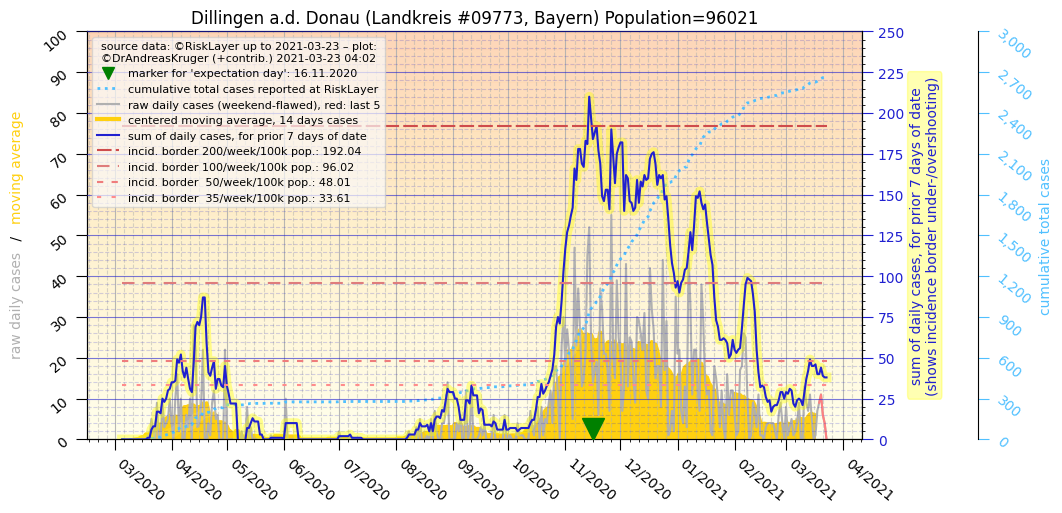 Dillingen a.d. Donau (Landkreis #09773, Bayern) Population=96021
source data: ©RiskLayer up to 2021-03-23 – plot:
©DrAndreasKruger (+contrib.) 2021-03-23 04:02
marker for 'expectation day': 16.11.2020
cumulative total cases reported at RiskLayer
raw daily cases (weekend-flawed), red: last 5
centered moving average, 14 days cases
sum of daily cases, for prior 7 days of date
incid. border 200/week/100k pop.: 192.04
incid. border 100/week/100k pop.: 96.02
incid. border  50/week/100k pop.: 48.01
incid. border  35/week/100k pop.: 33.61
raw daily cases / moving average
100
90
80
70
60
50
40
30
20
10
0
03/2020
04/2020
05/2020
06/2020
07/2020
08/2020
09/2020
10/2020
11/2020
12/2020
01/2021
02/2021
03/2021
04/2021
250
225
200
175
150
125
100
75
50
25
0
sum of daily cases, for prior 7 days of date
(shows incidence border under-/overshooting)
3,000
2,700
2,400
2,100
1,800
1,500
1,200
900
600
300
0
cumulative total cases